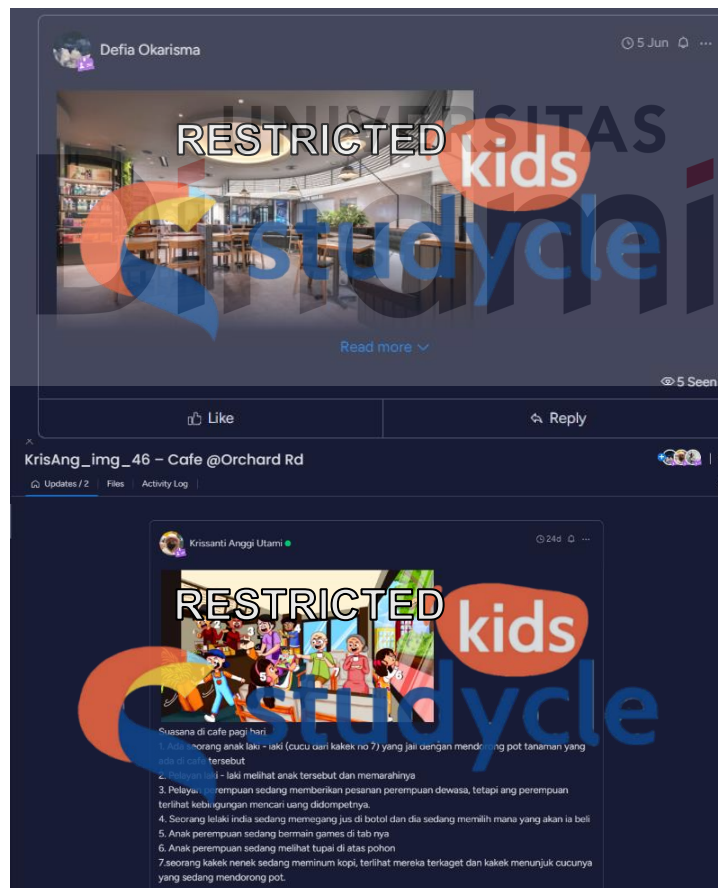 Defia Okarisma
5 Jun
UNIVERSITAS
Dinami
RESTRICTED
kids
studycle
Read more
5 Seen
Like
Reply
KrisAng_img_46 – Cafe @Orchard Rd
Updates / 2
Files
Activity Log
Krissanti Anggi Utami
24d
RESTRICTED
kids
studycle
2
3
4
5
6
Suasana di cafe pagi hari.
1. Ada seorang anak laki - laki (cucu dari kakek no 7) yang jail dengan mendorong pot tanaman yang
ada di cafe tersebut
2. Pelayan laki - laki melihat anak tersebut dan memarahinya
3. Pelayan perempuan sedang memberikan pesanan perempuan dewasa, tetapi ang perempuan
terlihat kebingungan mencari uang didompetnya.
4. Seorang lelaki india sedang memegang jus di botol dan dia sedang memilih mana yang akan ia beli
5. Anak perempuan sedang bermain games di tab nya
6. Anak perempuan sedang melihat tupai di atas pohon
7.seorang kakek nenek sedang meminum kopi, terlihat mereka terkaget dan kakek menunjuk cucunya
yang sedang mendorong pot.